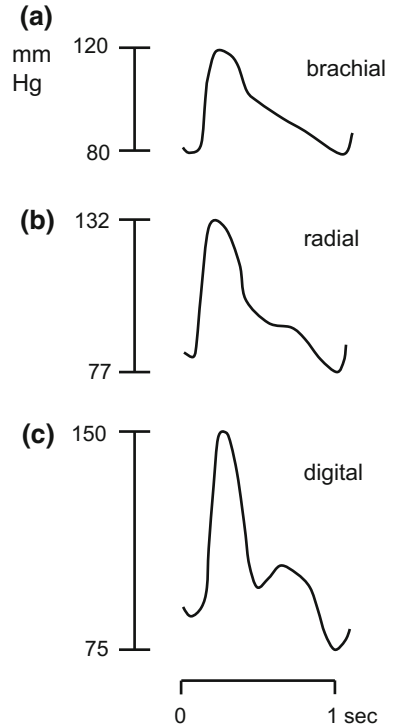 (a)
mm
Hg
120
80
brachial
(b)
132
77
radial
(c)
150
75
digital
0 1 sec